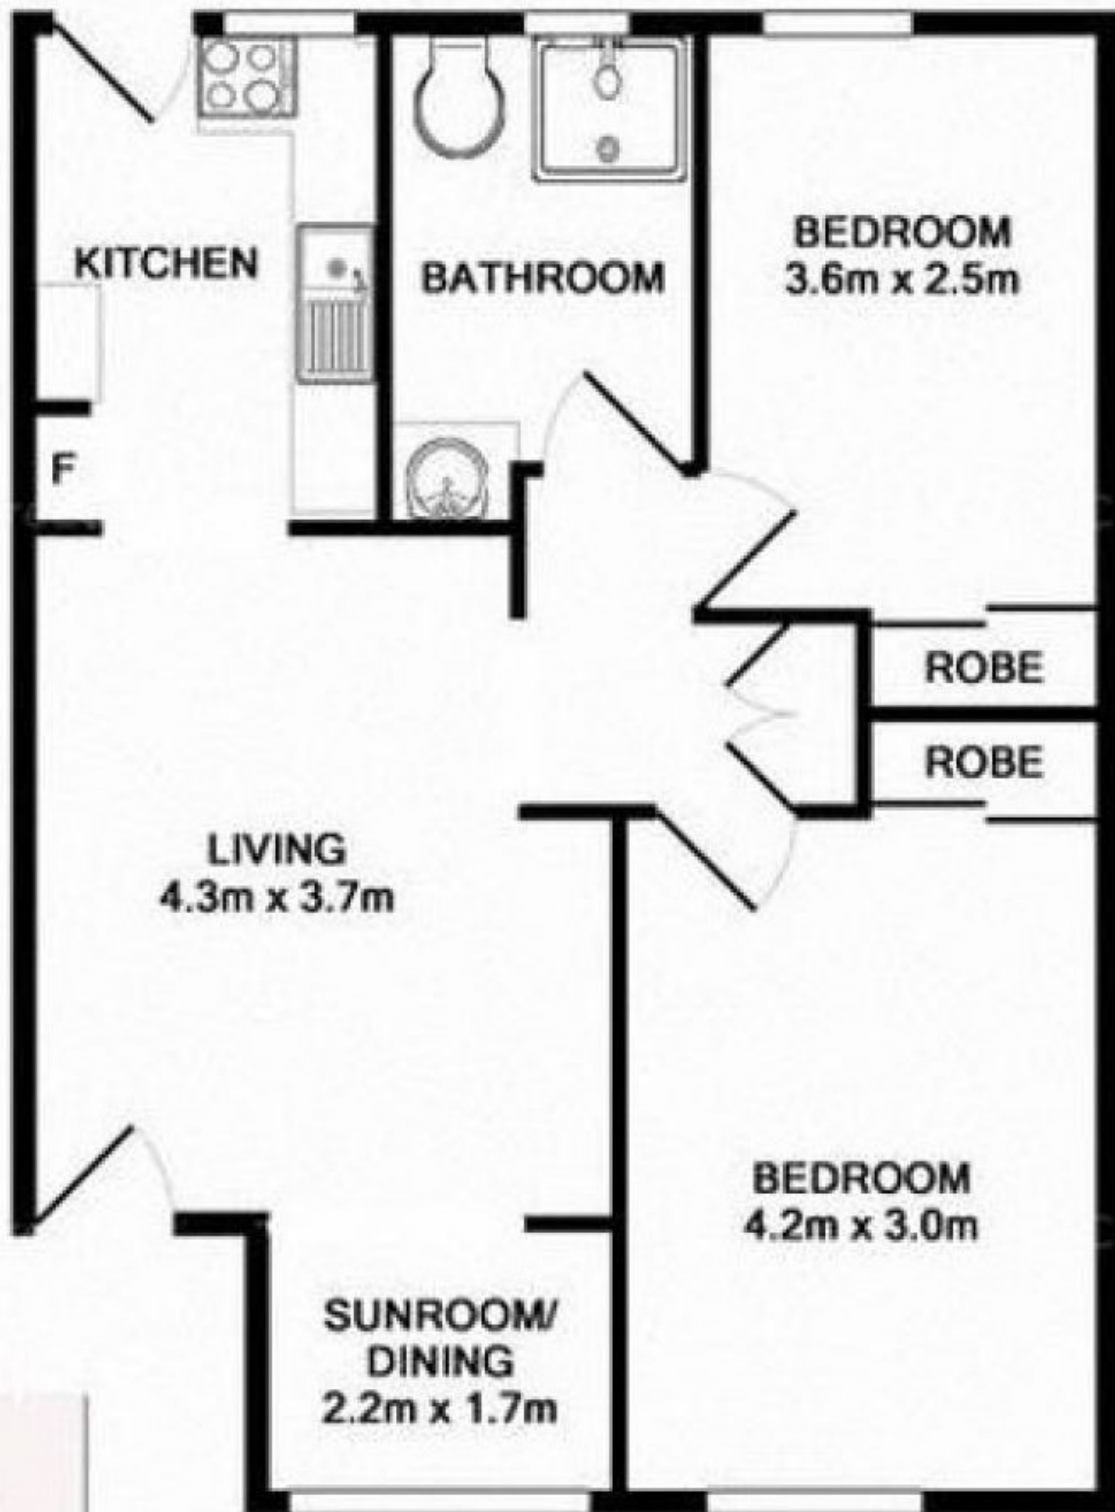 KITCHEN
BATHROOM
BEDROOM
3.6m x 2.5m
F
ROBE
ROBE
LIVING
4.3m x 3.7m
BEDROOM
4.2m x 3.0m
SUNROOM/
DINING
2.2m x 1.7m